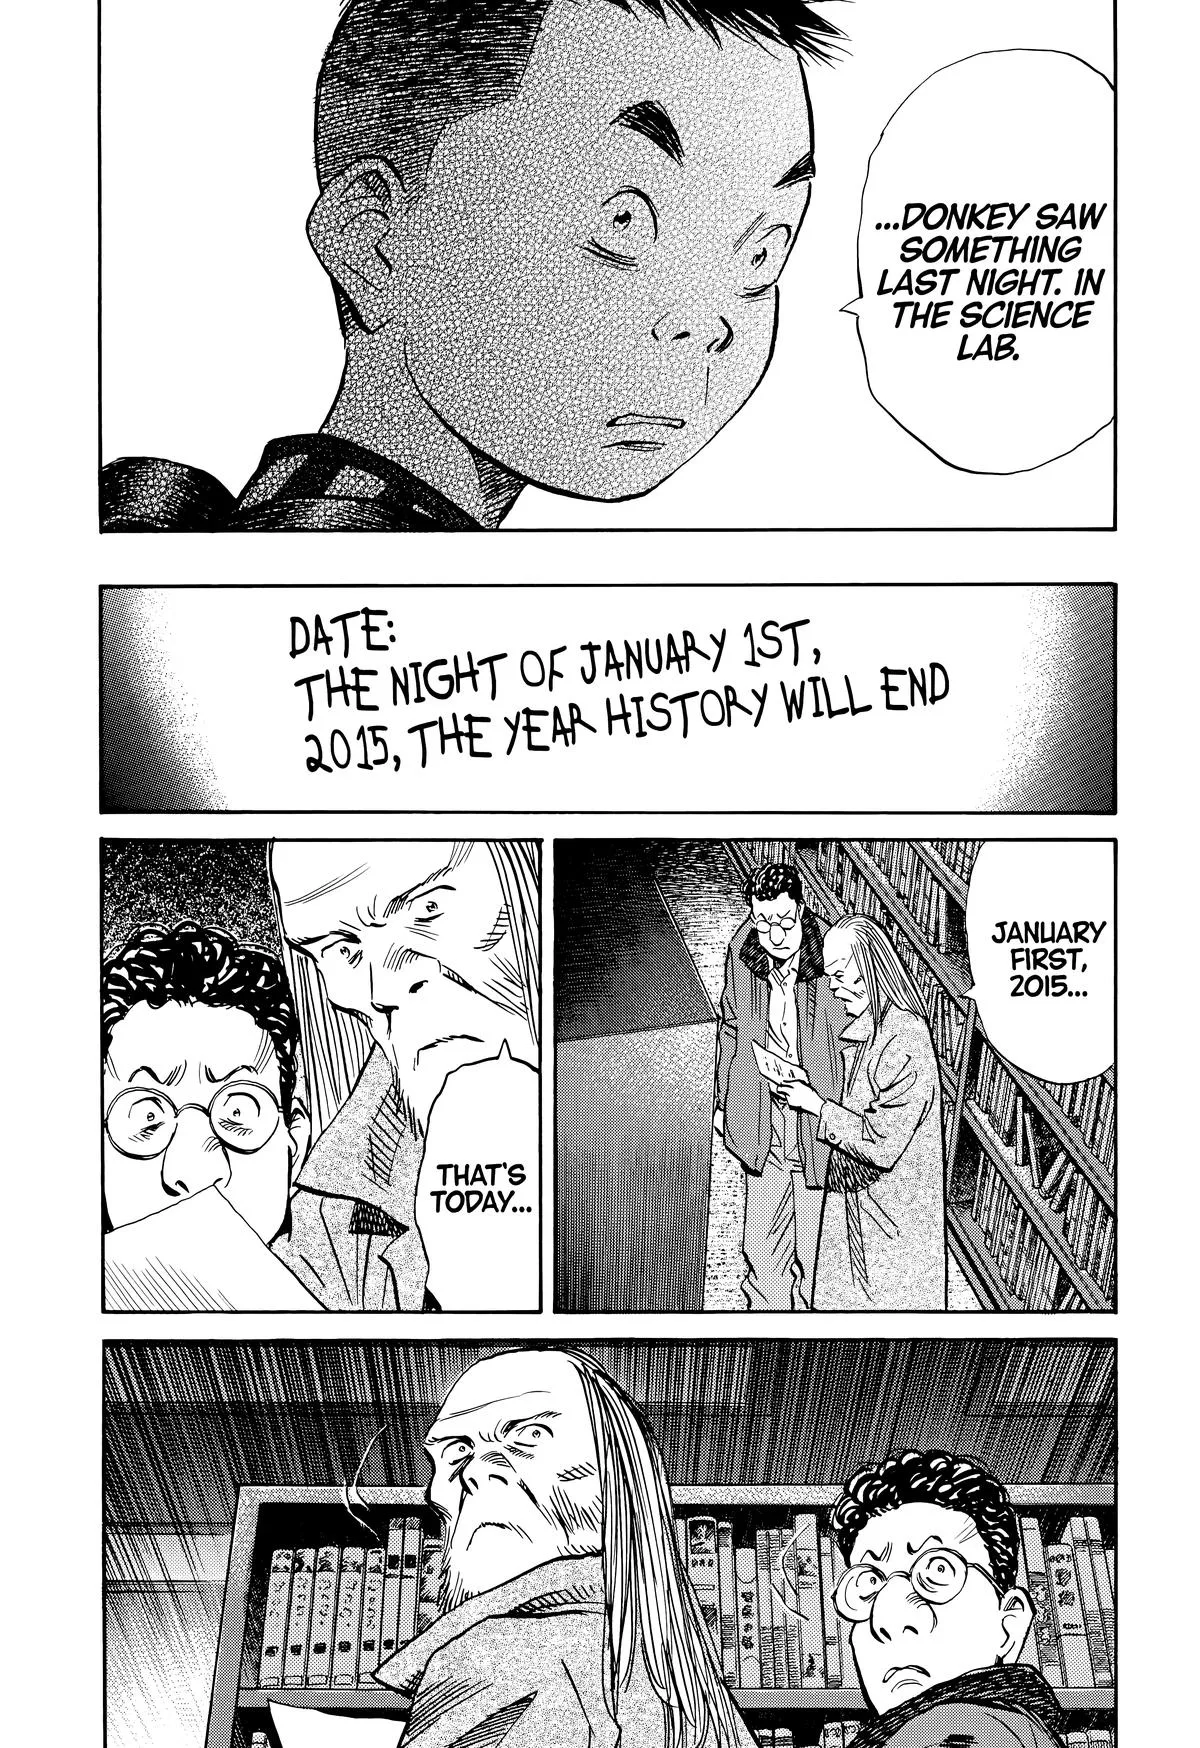 ...DONKEY SAW
SOMETHING
LAST NIGHT. IN
THE SCIENCE
LAB.
DATE:
THE NIGHT OF JANUARY 1ST,
2015, THE YEAR HISTORY WILL END
JANUARY
FIRST,
2015...
THAT'S
TODAY...